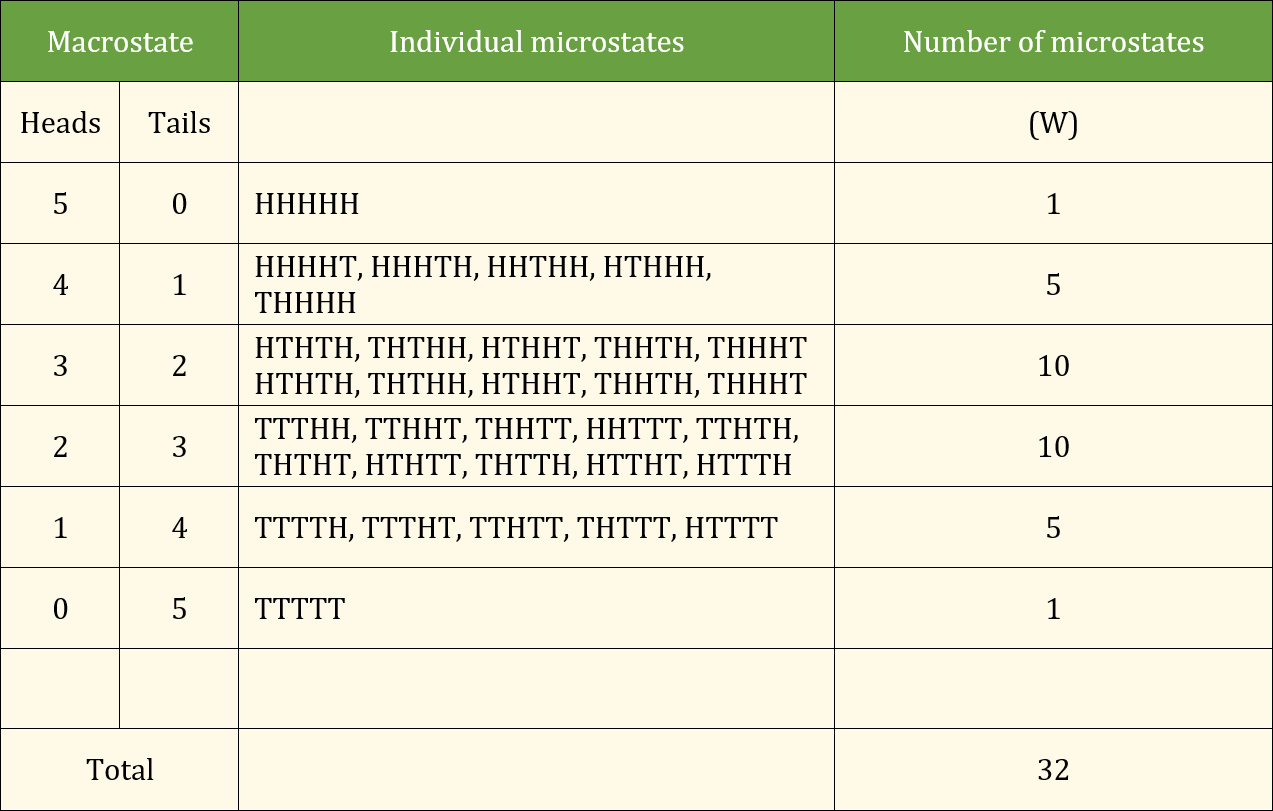 Macrostate Individual microstates Number of microstates
Heads Tails (W)
5 0 HHHHH 1
4 1 HHHHT, HHHTH, HHTHH, HTHHH, 5
THHHH
3 2 HTHTH, THTHH, HTHHT, THHTH, THHHT 10
HTHTH, THTHH, HTHHT, THHTH, THHHT
2 3 TTTHH, TTHHT, THHTT, HHTTT, TTHTH, 10
THTHT, HTHTT, THTTH, HTTHT, HTTTH
1 4 TTTTH, TTTHT, TTHTT, THTTT, HTTTT 5
0 5 TTTTT 1
Total 32